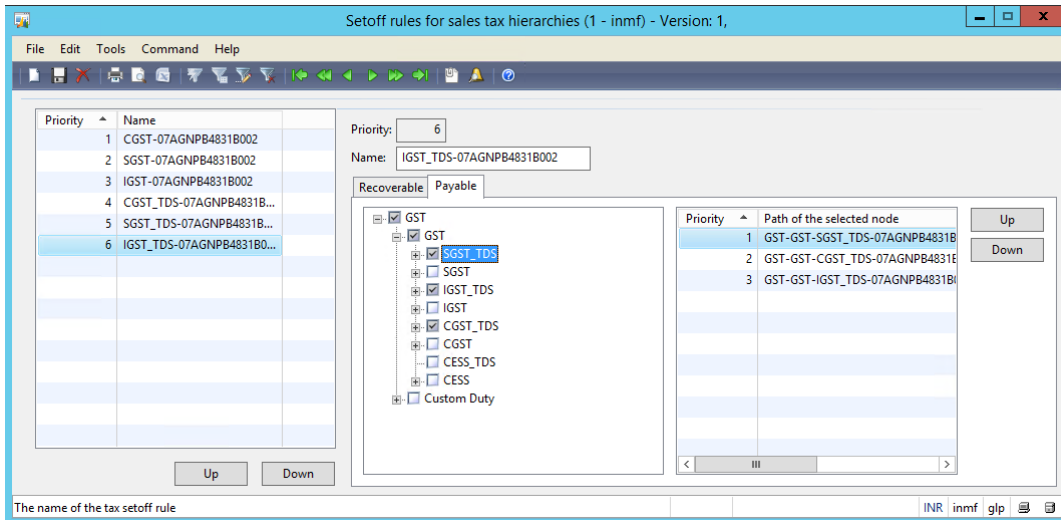 Setoff rules for sales tax hierarchies (1 - inmf) - Version: 1,
File Edit Tools Command Help
Priority Name
1 CGST-07AGNPB4831B002
2 SGST-07AGNPB4831B002
3 IGST-07AGNPB4831B002
4 CGST_TDS-07AGNPB4831B...
5 SGST_TDS-07AGNPB4831B...
6 IGST_TDS-07AGNPB4831B0...
Up Down
Priority: 6
Name: IGST_TDS-07AGNPB4831B002
Recoverable Payable
GST
GST
SGST_TDS
SGST
IGST_TDS
IGST
CGST_TDS
CGST
CESS_TDS
CESS
Custom Duty
Priority Path of the selected node
1 GST-GST-SGST_TDS-07AGNPB4831B
2 GST-GST-CGST_TDS-07AGNPB4831B
3 GST-GST-IGST_TDS-07AGNPB4831B0
Up
Down
The name of the tax setoff rule
INR inmf glp